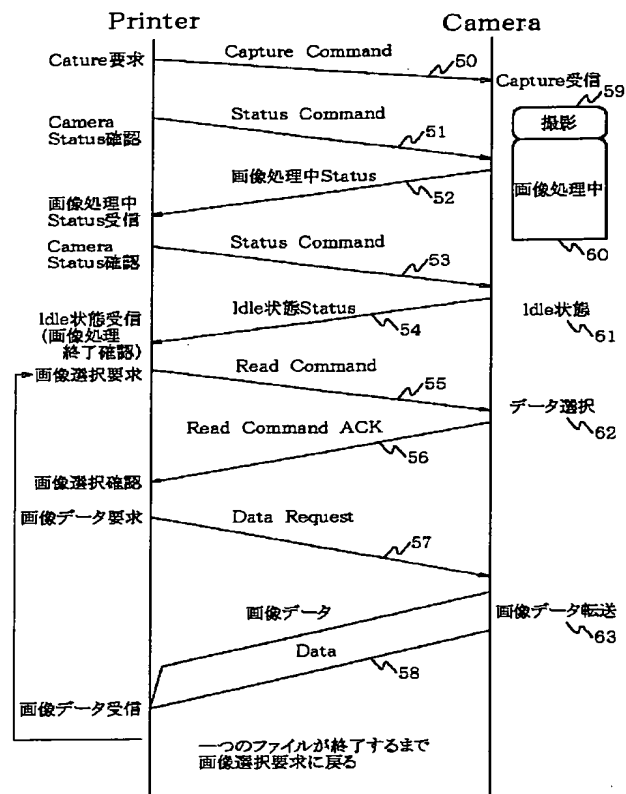 Printer
Camera
Cature要求
Capture Command
50
Capture受信
59
撮影
Camera
Status確認
Status Command
51
画像処理中
画像処理中Status
52
画像処理中
Status受信
60
Camera
Status確認
Status Command
53
Idle状態Status
54
Idle状態
61
Idle状態受信
(画像処理
終了確認)
画像選択要求
Read Command
55
データ選択
62
Read Command ACK
56
画像選択確認
画像データ要求
Data Request
57
画像データ
画像データ転送
63
Data
58
画像データ受信
一つのファイルが終了するまで
画像選択要求に戻る